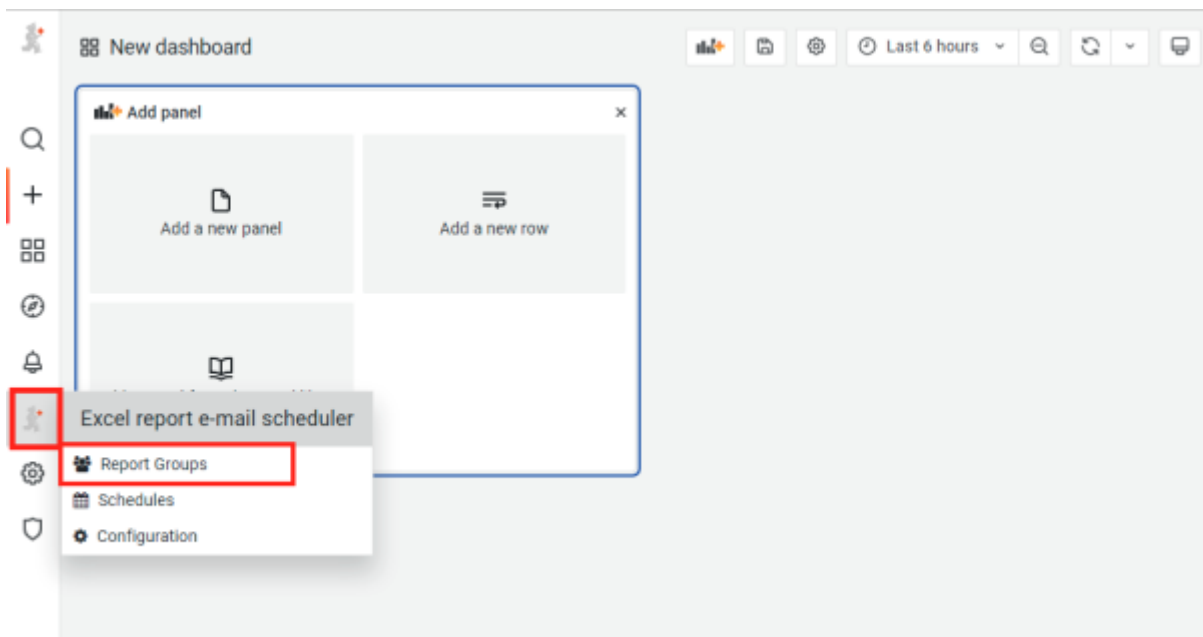 New dashboard
Last 6 hours
Add panel
Add a new panel
Add a new row
Excel report e-mail scheduler
Report Groups
Schedules
Configuration